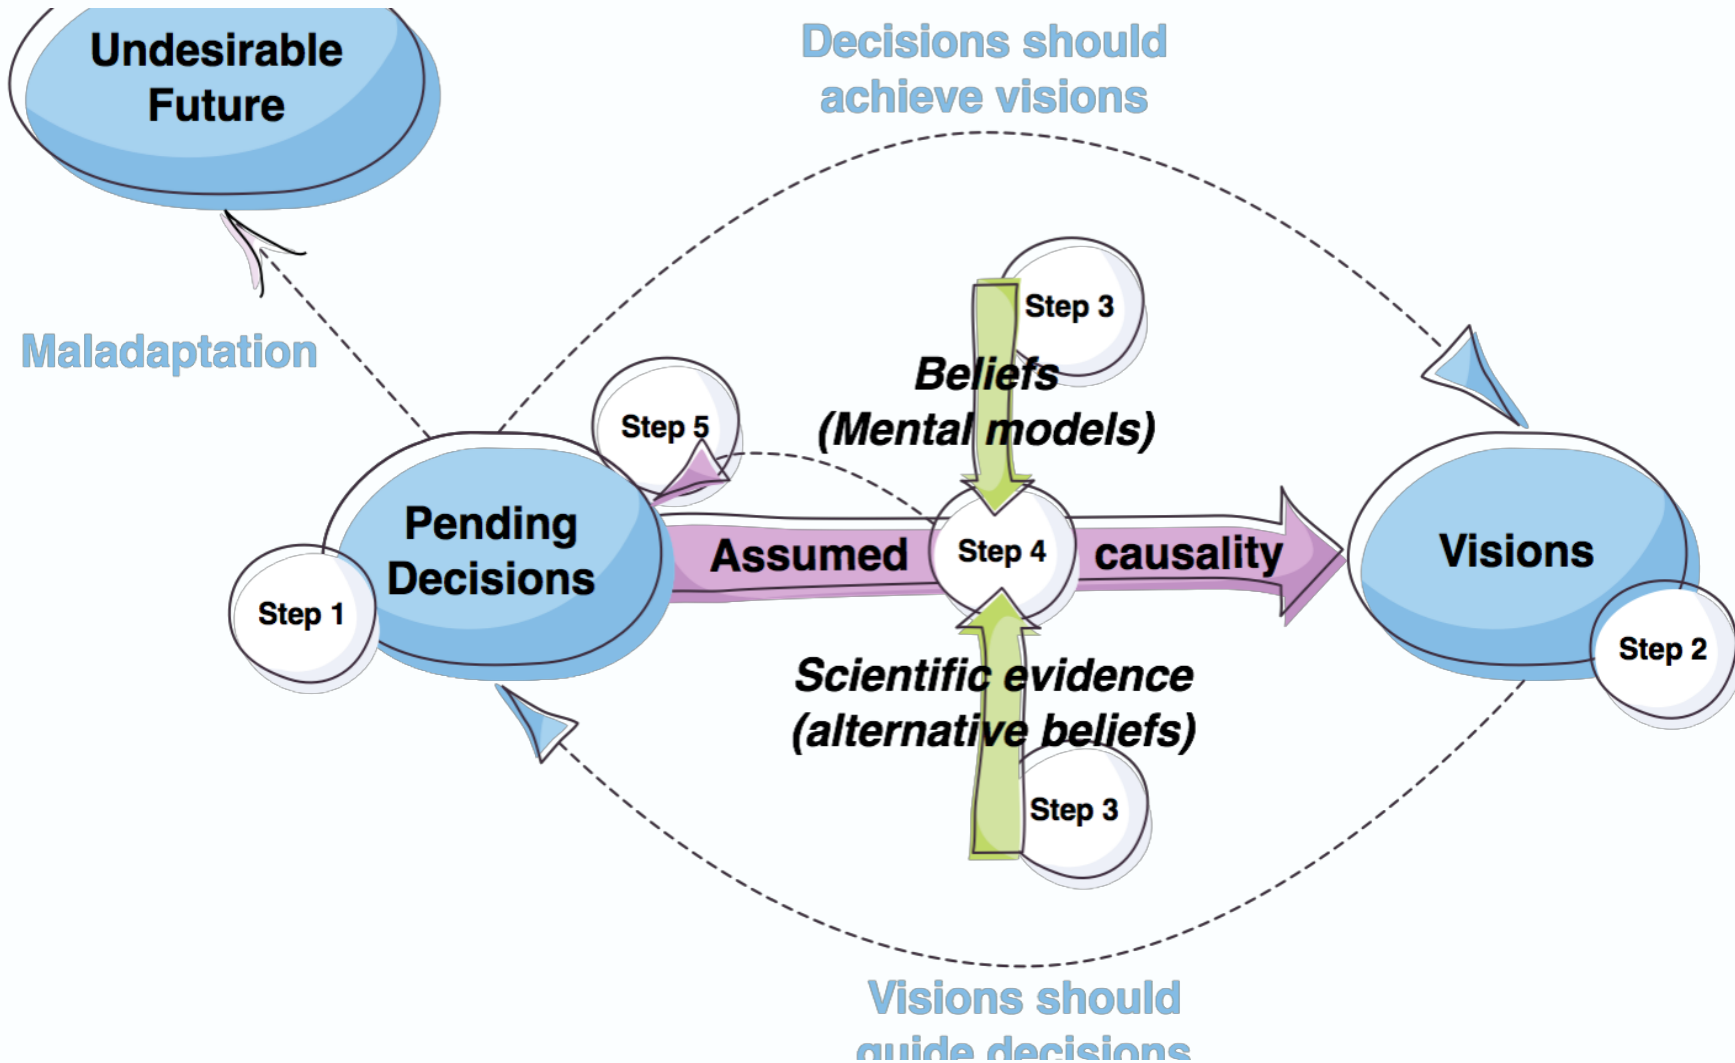 Undesirable
Future
Decisions should
achieve visions
Maladaptation
Step 3
Beliefs
(Mental models)
Step 5
Pending
Decisions
Assumed
Step 4
causality
Visions
Step 1
Step 2
Scientific evidence
(alternative beliefs)
Step 3
Visions should
guide decisions